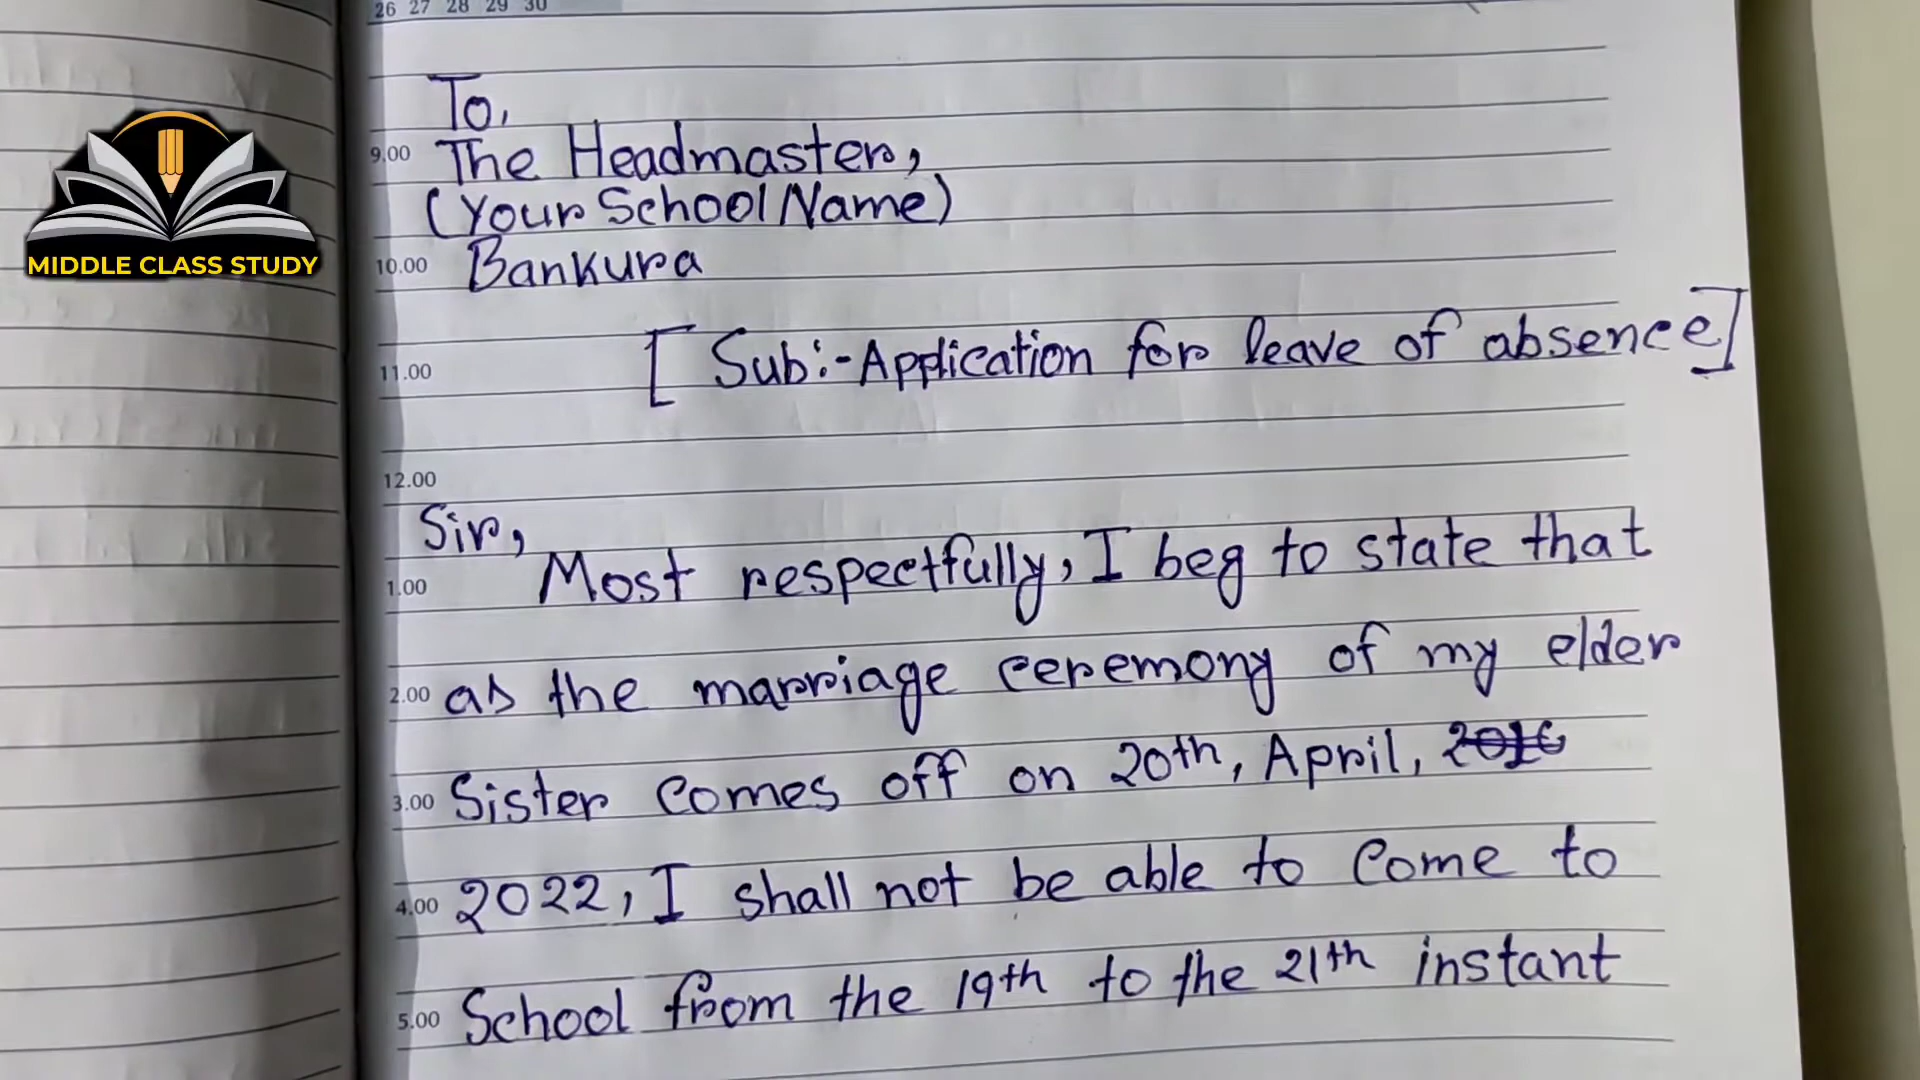 26 27 28 29 30
To,
9.00 The Headmaster,
(Your School Name)
10.00 Bankura
MIDDLE CLASS STUDY
11.00 [Sub:-Application for leave of absence]
12.00
Sir,
1.00 Most respectfully, I beg to state that
2.00 as the marriage ceremony of my elder
3.00 Sister comes off on 20th, April, 2016
4.00 2022, I shall not be able to come to
5.00 School from the 19th to the 21th instant